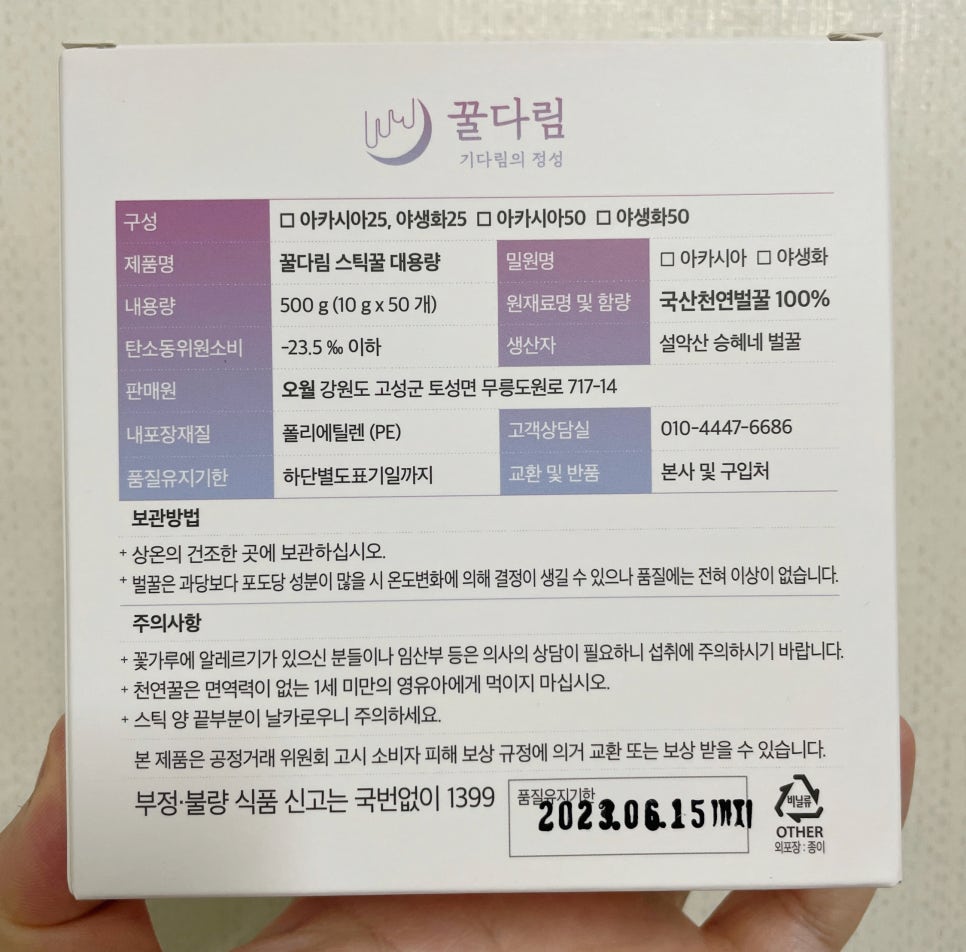 꿀다림
기다림의 정성
구성 □ 아카시아25, 야생화25 □ 아카시아50 □ 야생화50
제품명 꿀다림 스틱꿀 대용량 밀원명 □ 아카시아 □ 야생화
내용량 500 g (10 g x 50 개) 원재료명 및 함량 국산천연벌꿀 100%
탄소동위원소비 -23.5 ‰ 이하 생산자 설악산 승혜네 벌꿀
판매원 오월 강원도 고성군 토성면 무릉도원로 717-14
내포장재질 폴리에틸렌 (PE) 고객상담실 010-4447-6686
품질유지기한 하단별도표기일까지 교환 및 반품 본사 및 구입처
보관방법
+ 상온의 건조한 곳에 보관하십시오.
+ 벌꿀은 과당보다 포도당 성분이 많을 시 온도변화에 의해 결정이 생길 수 있으나 품질에는 전혀 이상이 없습니다.
주의사항
+ 꽃가루에 알레르기가 있으신 분들이나 임산부 등은 의사의 상담이 필요하니 섭취에 주의하시기 바랍니다.
+ 천연꿀은 면역력이 없는 1세 미만의 영유아에게 먹이지 마십시오.
+ 스틱 양 끝부분이 날카로우니 주의하세요.
본 제품은 공정거래 위원회 고시 소비자 피해 보상 규정에 의거 교환 또는 보상 받을 수 있습니다.
부정·불량 식품 신고는 국번없이 1399
품질유지기한
2023.06.15까지
비닐류
OTHER
외포장 : 종이